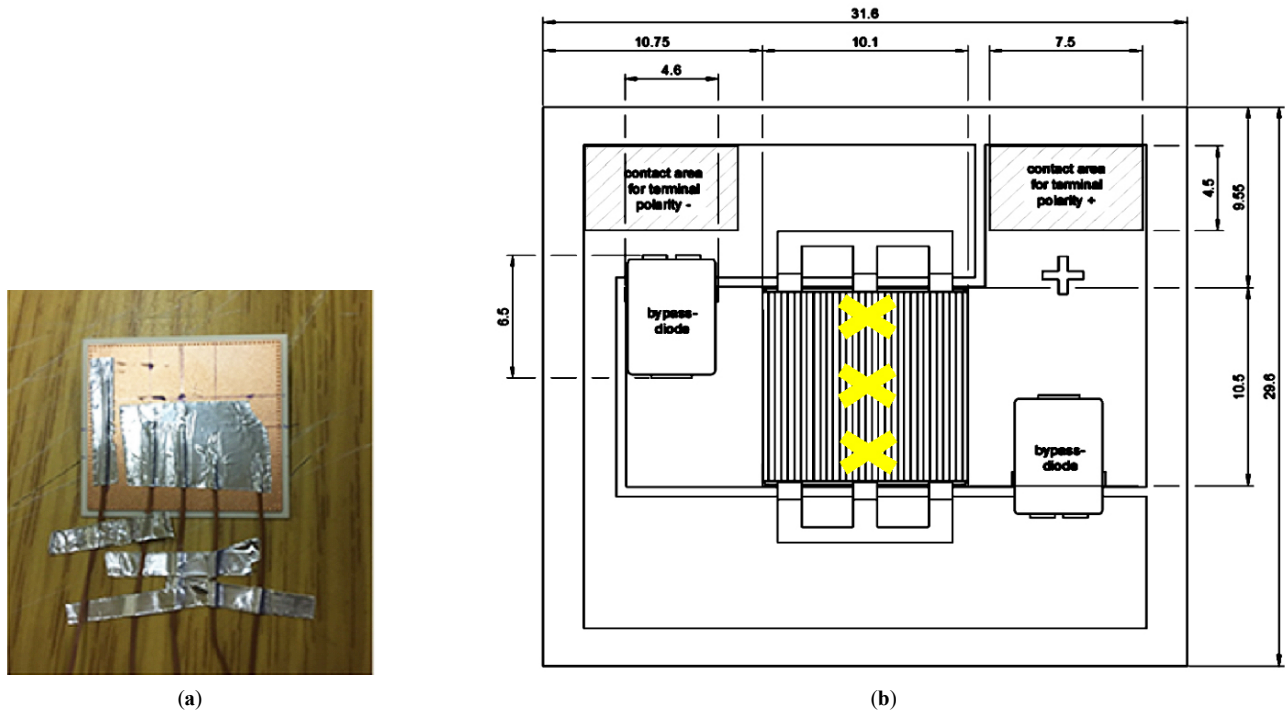 31.6
10.75
10.1
7.5
4.6
contact area
for terminal
polarity -
contact area
for terminal
polarity +
4.5
9.55
6.5
bypass-
diode
10.5
29.6
bypass-
diode
(a)
(b)